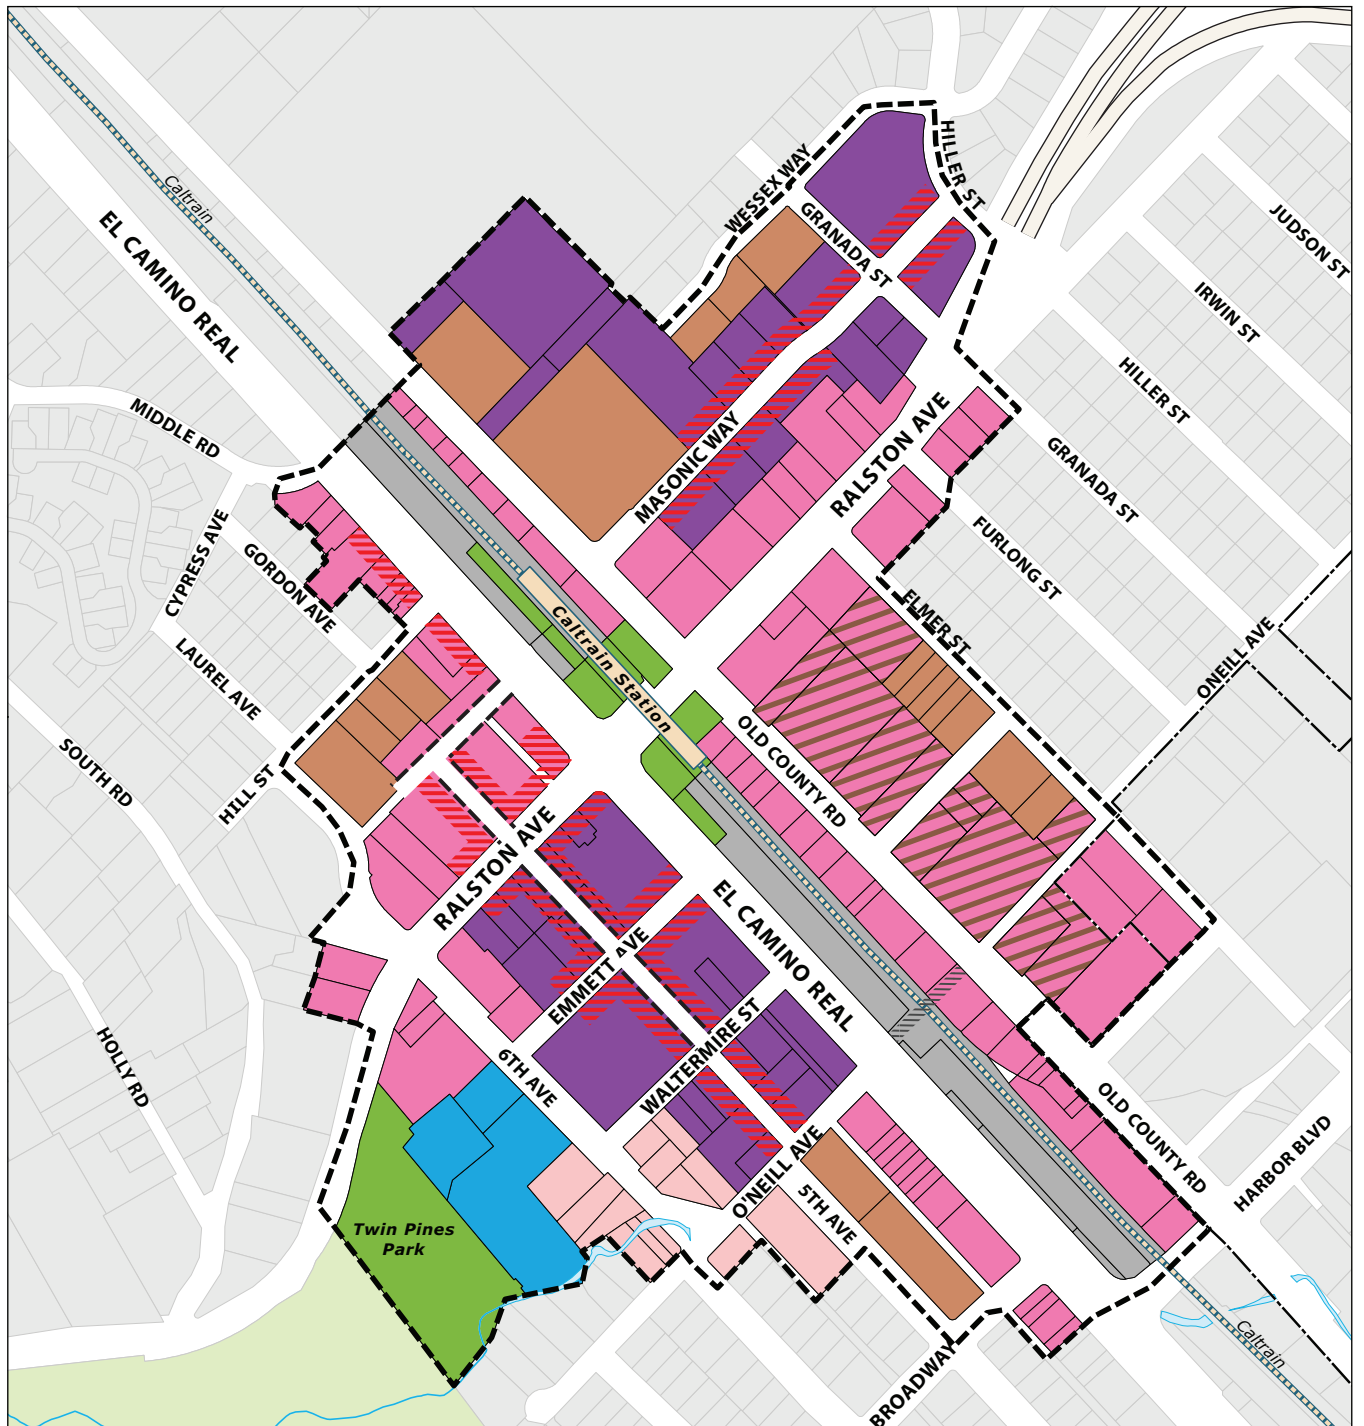 Caltrain
EL CAMINO REAL
WESSEX WAY
HILLER ST
GRANADA ST
JUDSON ST
IRWIN ST
HILLER ST
MIDDLE RD
MASONIC WAY
RALSTON AVE
GRANADA ST
CYPRESS AVE
GORDON AVE
FURLONG ST
ELMER ST
ONEILL AVE
LAUREL AVE
Caltrain Station
SOUTH RD
HILL ST
OLD COUNTY RD
RALSTON AVE
EL CAMINO REAL
EMMETT AVE
WALTERMIRE ST
6TH AVE
HOLLY RD
OLD COUNTY RD
HARBOR BLVD
O'NEILL AVE
5TH AVE
Twin Pines
Park
Caltrain
BROADWAY